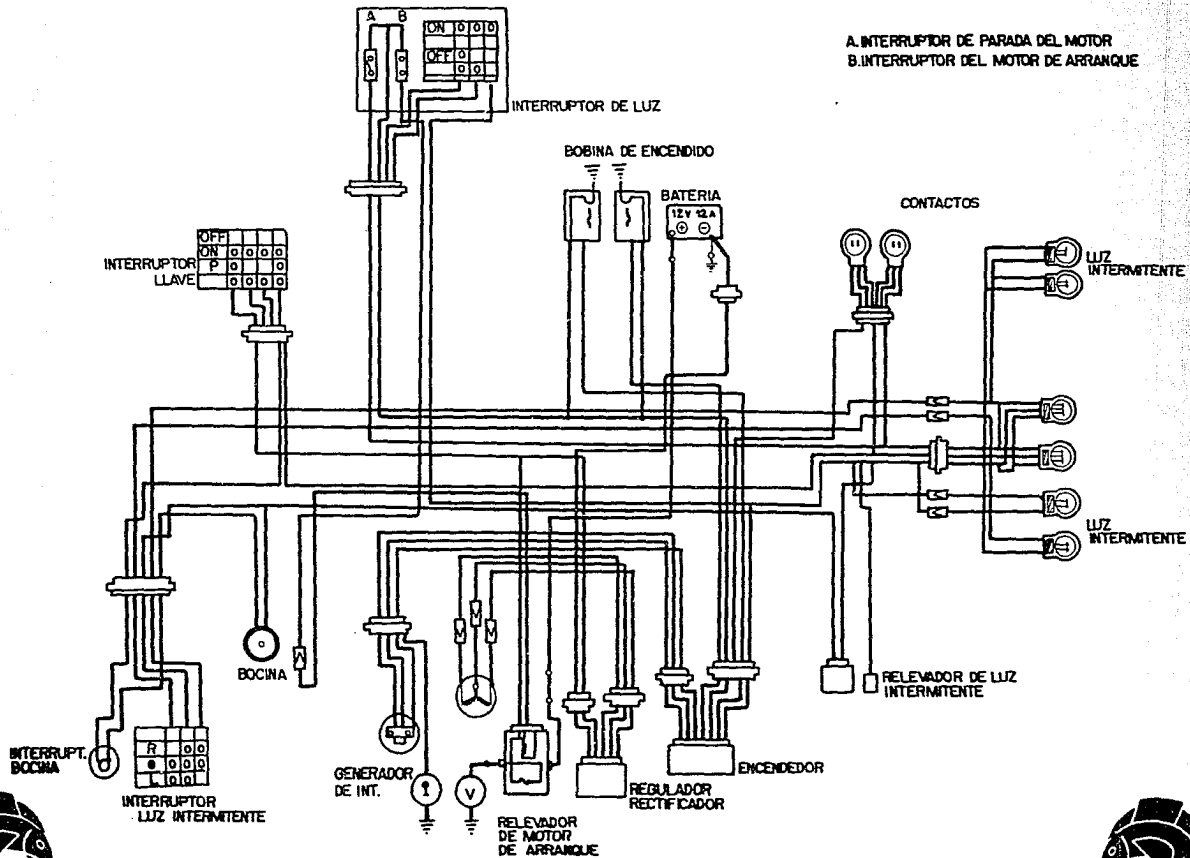 A B
ON
OFF
A.INTERRUPTOR DE PARADA DEL MOTOR
B.INTERRUPTOR DEL MOTOR DE ARRANQUE
INTERRUPTOR DE LUZ
BOBINA DE ENCENDIDO
BATERIA
12V 12A
CONTACTOS
OFF
ON
P
INTERRUPTOR
LLAVE
LUZ
INTERMITENTE
LUZ
INTERMITENTE
BOCINA
RELEVADOR DE LUZ
INTERMITENTE
INTERRUPT.
BOCINA
R
L
INTERRUPTOR
LUZ INTERMITENTE
GENERADOR
DE INT.
V
RELEVADOR
DE MOTOR
DE ARRANQUE
REGULADOR
RECTIFICADOR
ENCENDEDOR